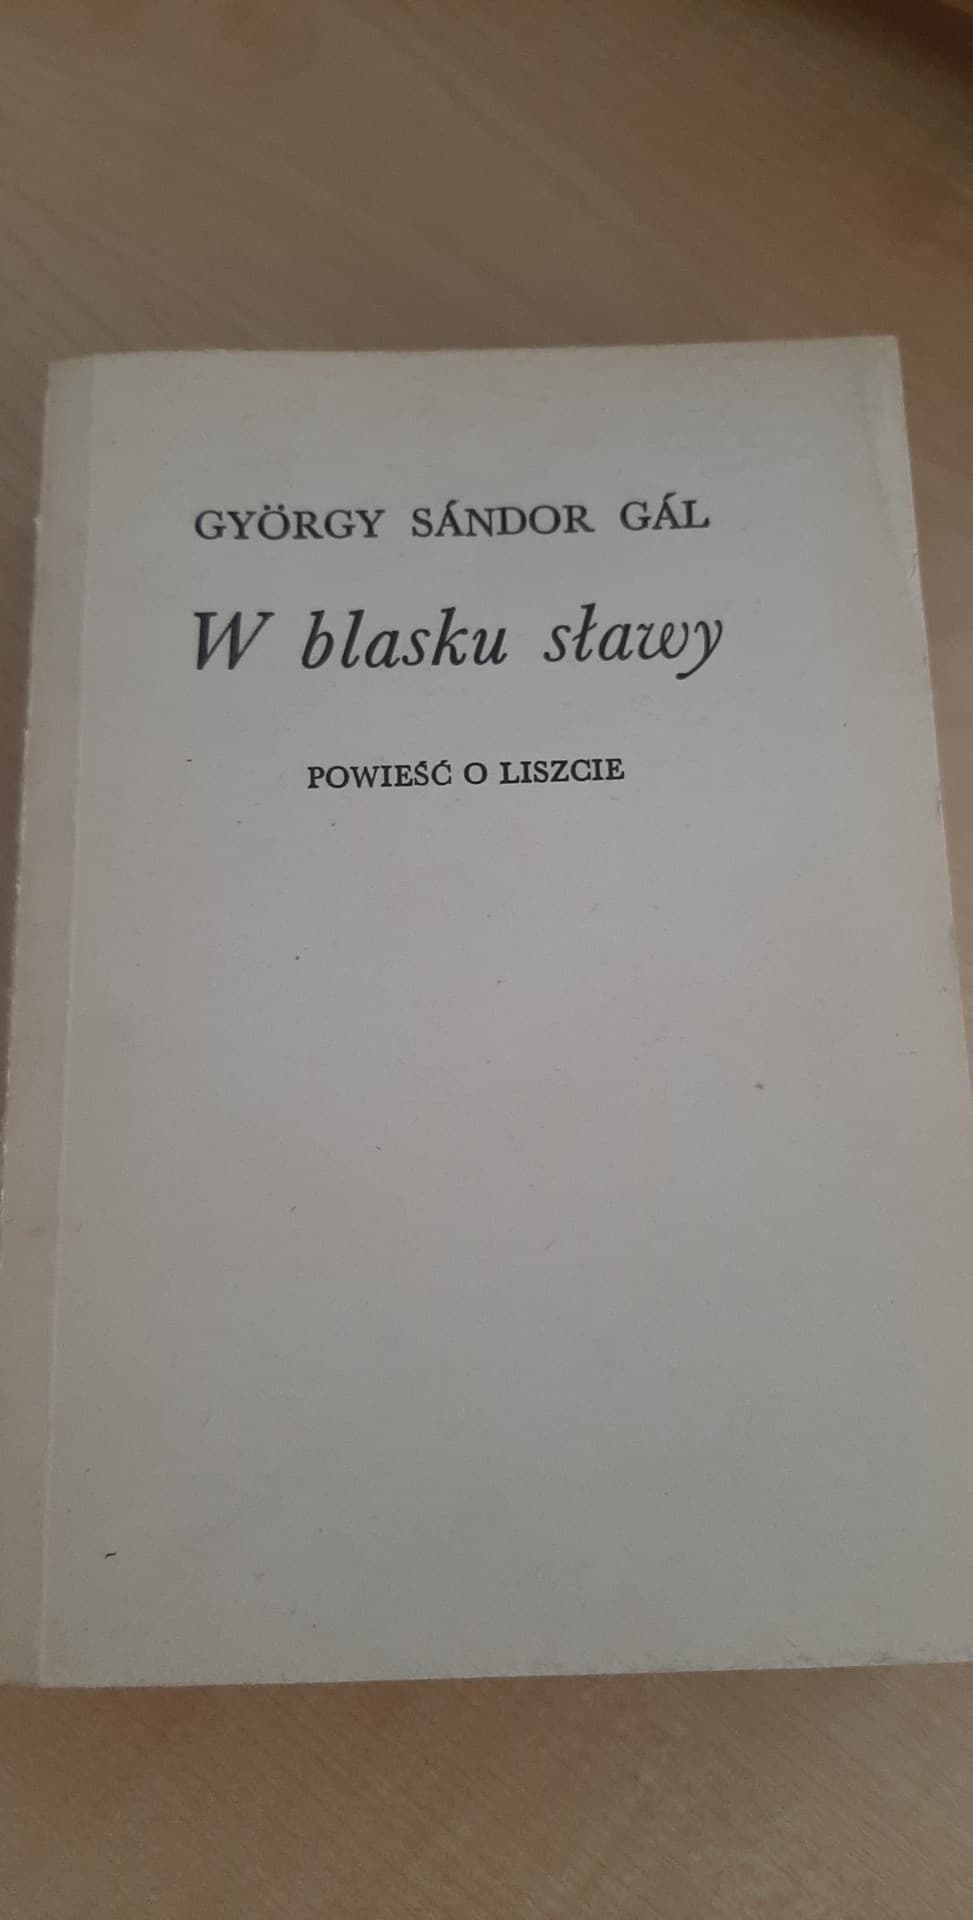 GYÖRGY SÁNDOR GÁL
W blasku sławy
POWIEŚĆ O LISZCIE